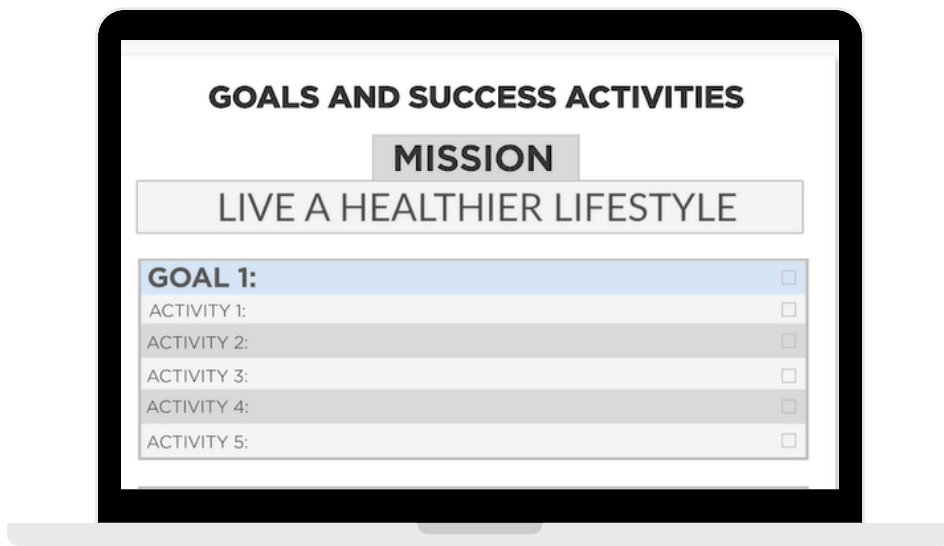 GOALS AND SUCCESS ACTIVITIES
MISSION
LIVE A HEALTHIER LIFESTYLE
GOAL 1:
ACTIVITY 1:
ACTIVITY 2:
ACTIVITY 3:
ACTIVITY 4:
ACTIVITY 5: